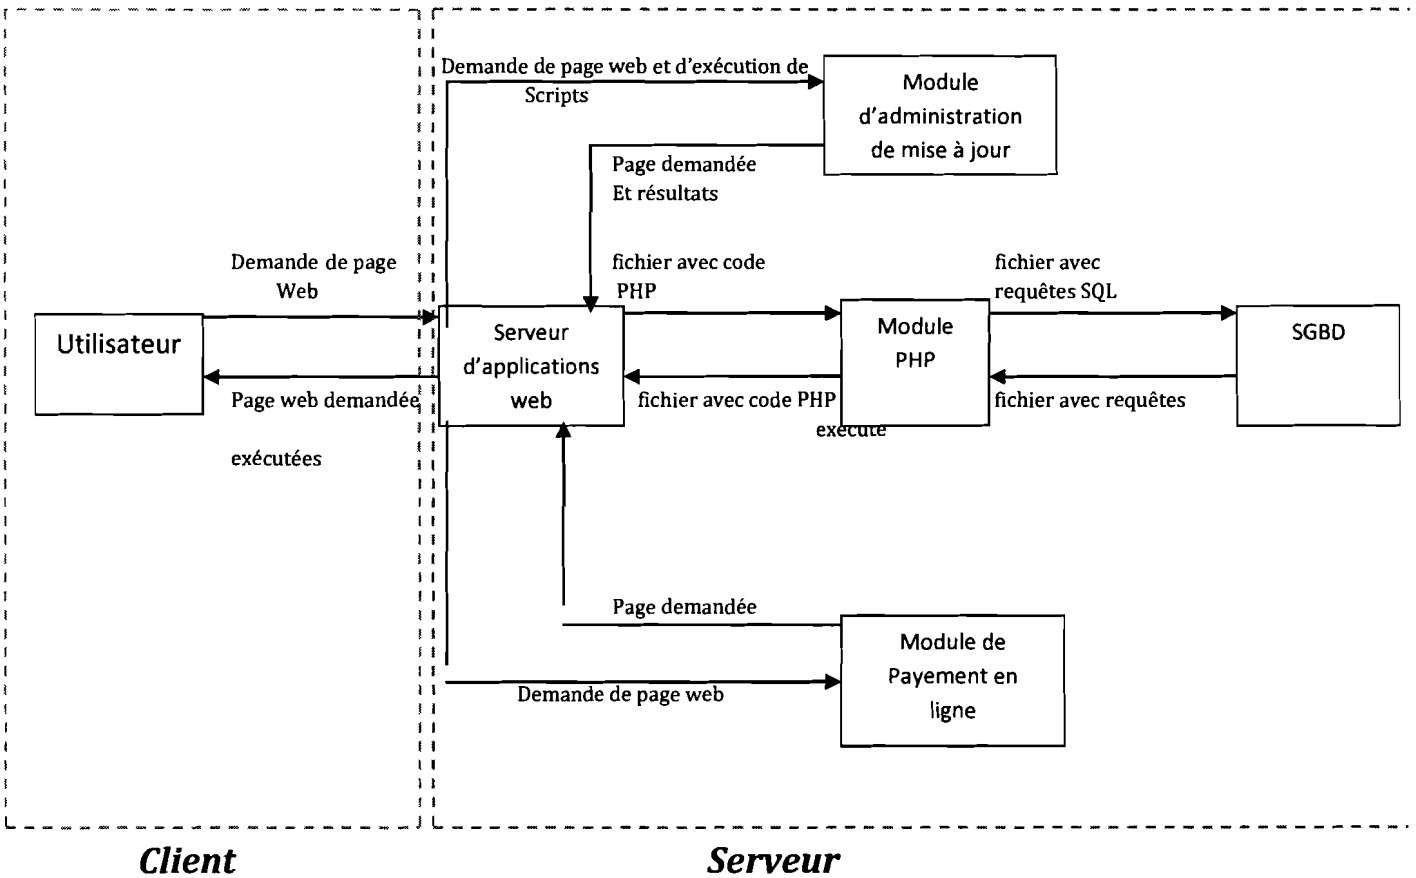 Demande de page web et d'exécution de
Scripts
Module
d'administration
de mise à jour
Page demandée
Et résultats
Demande de page
Web
fichier avec code
PHP
fichier avec
requêtes SQL
Utilisateur
Serveur
d'applications
web
Module
PHP
SGBD
Page web demandée
exécutées
fichier avec code PHP
exécuté
fichier avec requêtes
Page demandée
Module de
Payement en
ligne
Demande de page web
Client
Serveur